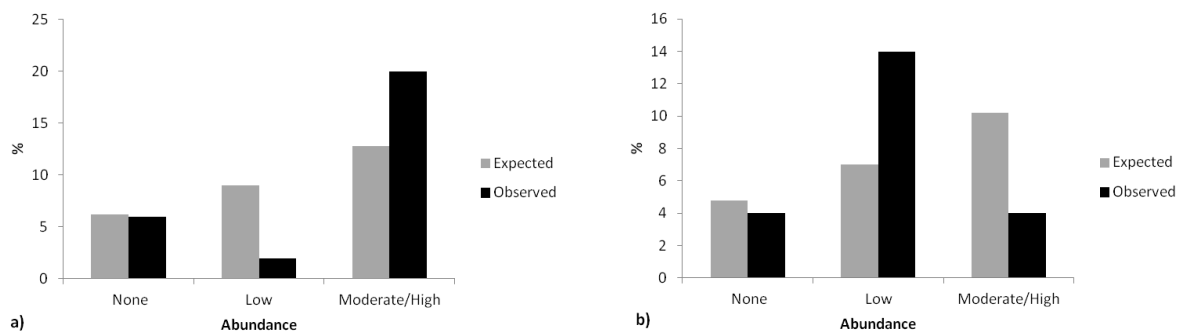 25
20
15
10
5
0
%
None
Low
Moderate/High
Abundance
Expected
Observed
a)
16
14
12
10
8
6
4
2
0
%
None
Low
Moderate/High
Abundance
Expected
Observed
b)